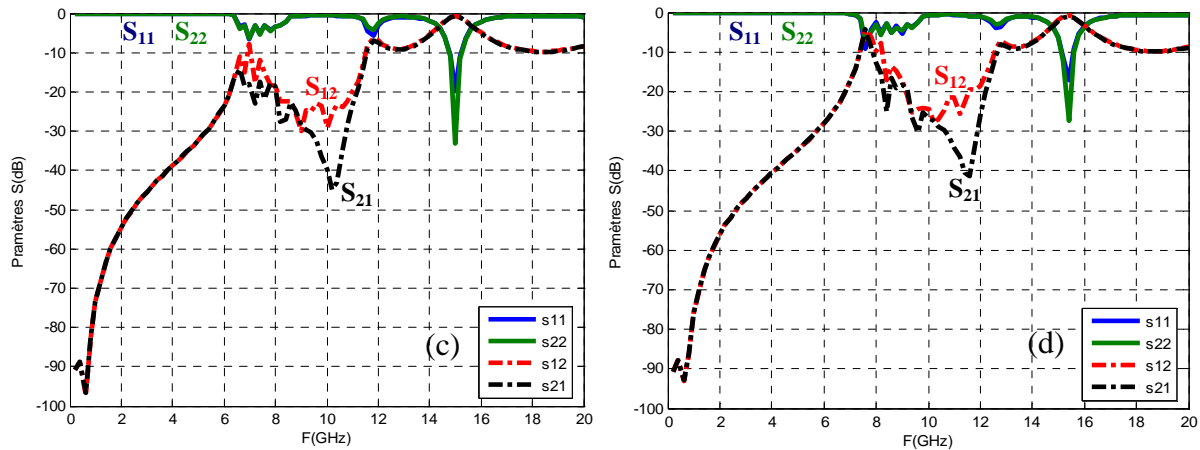 0
-10
-20
-30
-40
-50
-60
-70
-80
-90
-100
Pramètres S(dB)
S11 S22
S12
S21
(c)
s11
s22
s12
s21
0 2 4 6 8 10 12 14 16 18 20
F(GHz)
0
-10
-20
-30
-40
-50
-60
-70
-80
-90
-100
Pramètres S(dB)
S11 S22
S12
S21
(d)
s11
s22
s12
s21
0 2 4 6 8 10 12 14 16 18 20
F(GHz)